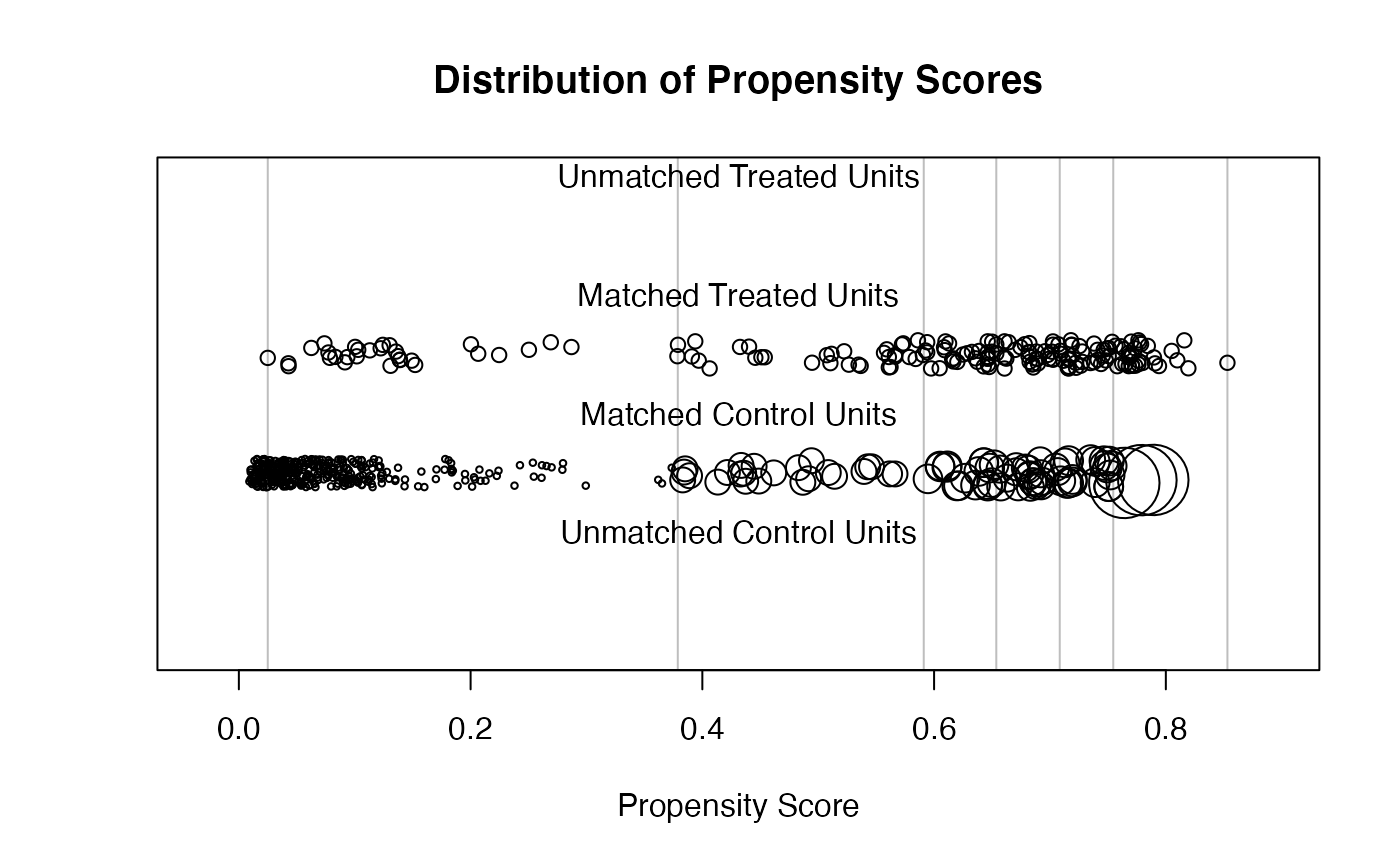 Distribution of Propensity Scores
Unmatched Treated Units
Matched Treated Units
Matched Control Units
Unmatched Control Units
0.0 0.2 0.4 0.6 0.8
Propensity Score